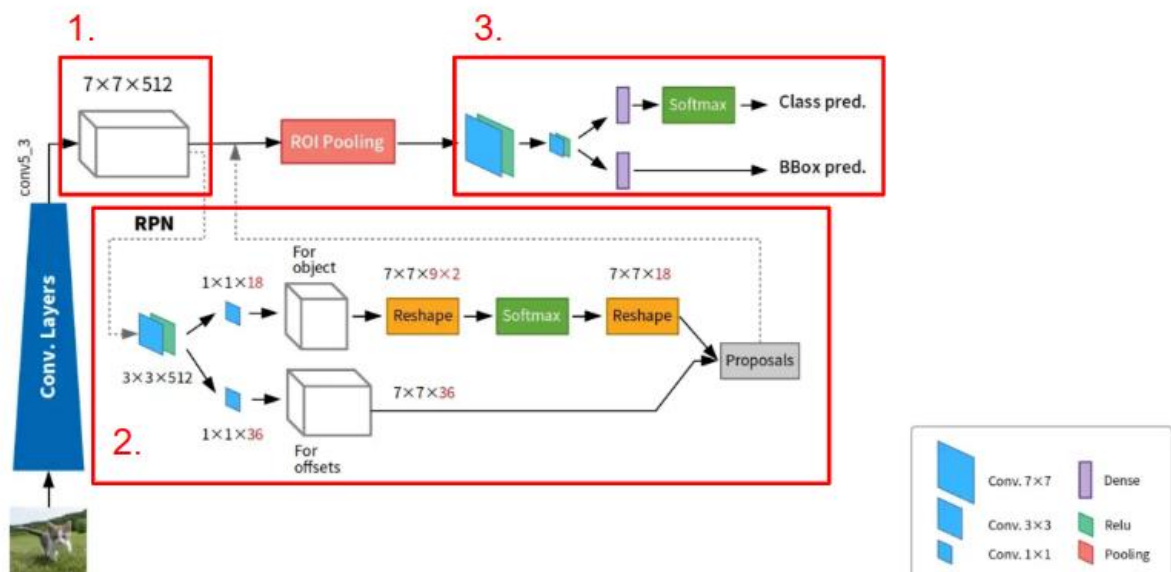 1.
7×7×512
conv5_3
Conv. Layers
ROI Pooling
3.
Softmax
Class pred.
BBox pred.
RPN
2.
3×3×512
1×1×18
For
object
7×7×9×2
Reshape
Softmax
7×7×18
Reshape
1×1×36
For
offsets
7×7×36
Proposals
Conv. 7×7
Dense
Conv. 3×3
Relu
Conv. 1×1
Pooling